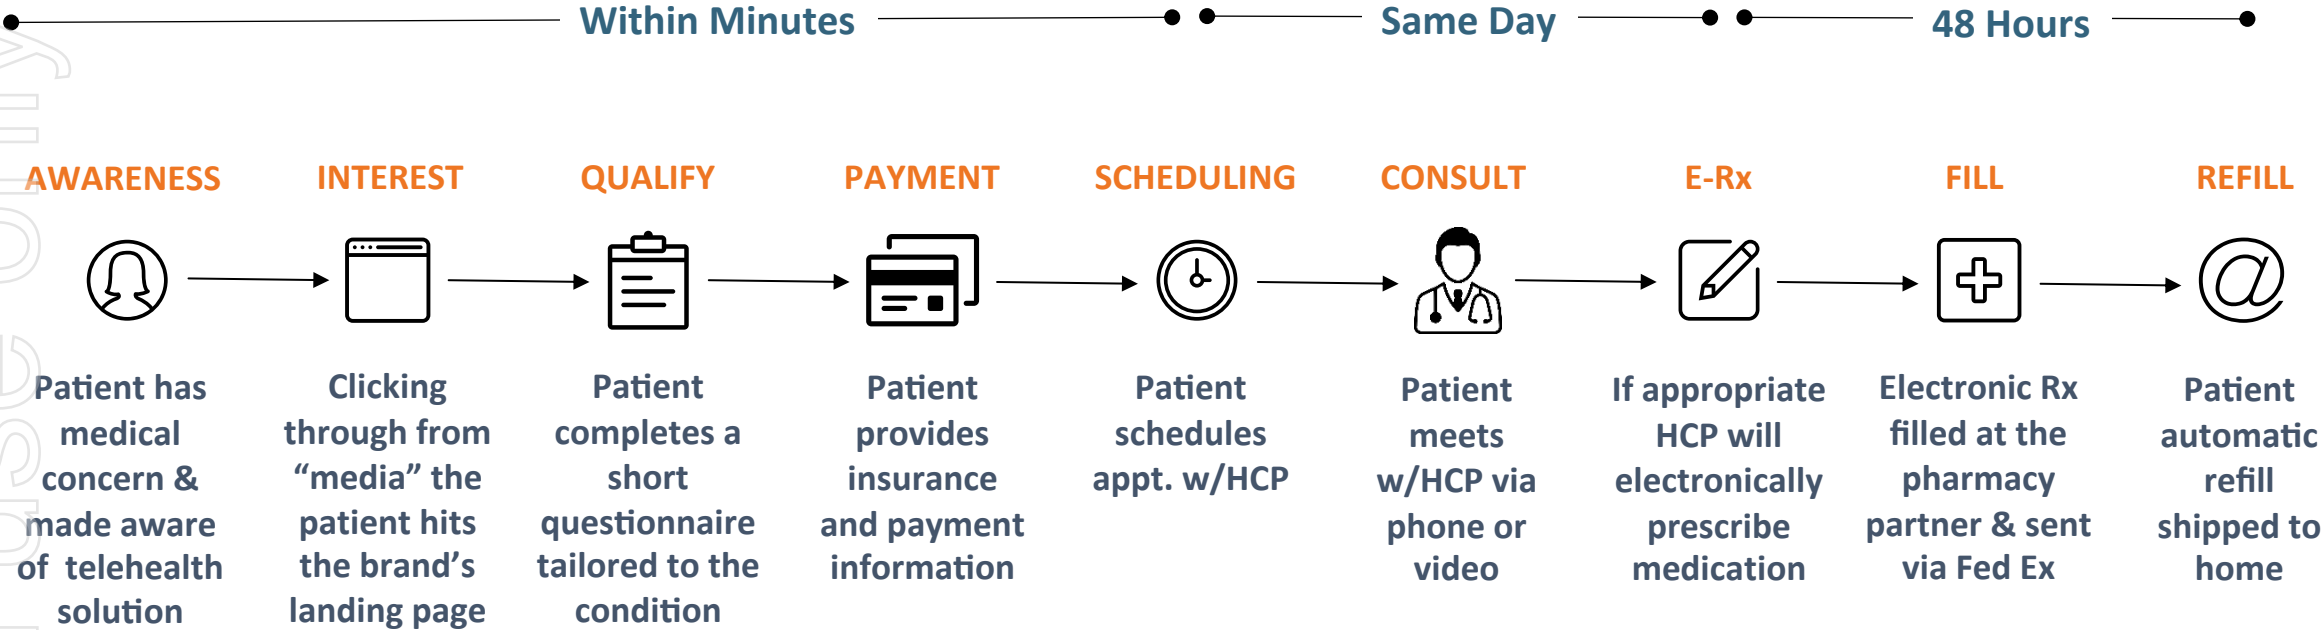 Within Minutes
Same Day
48 Hours
AWARENESS
INTEREST
QUALIFY
PAYMENT
SCHEDULING
CONSULT
E-Rx
FILL
REFILL
Patient has
medical
concern &
made aware
of telehealth
solution
Clicking
through from
“media” the
patient hits
the brand’s
landing page
Patient
completes a
short
questionnaire
tailored to the
condition
Patient
provides
insurance
and payment
information
Patient
schedules
appt. w/HCP
Patient
meets
w/HCP via
phone or
video
If appropriate
HCP will
electronically
prescribe
medication
Electronic Rx
filled at the
pharmacy
partner & sent
via Fed Ex
Patient
automatic
refill
shipped to
home
use only